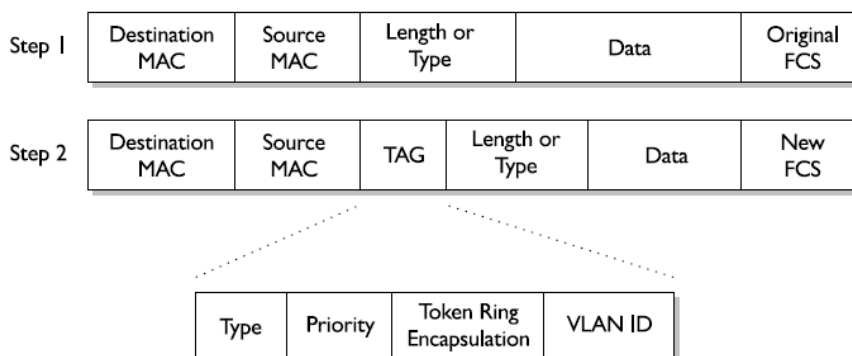 Step 1
Destination
MAC
Source
MAC
Length or
Type
Data
Original
FCS
Step 2
Destination
MAC
Source
MAC
TAG
Length or
Type
Data
New
FCS
Type
Priority
Token Ring
Encapsulation
VLAN ID